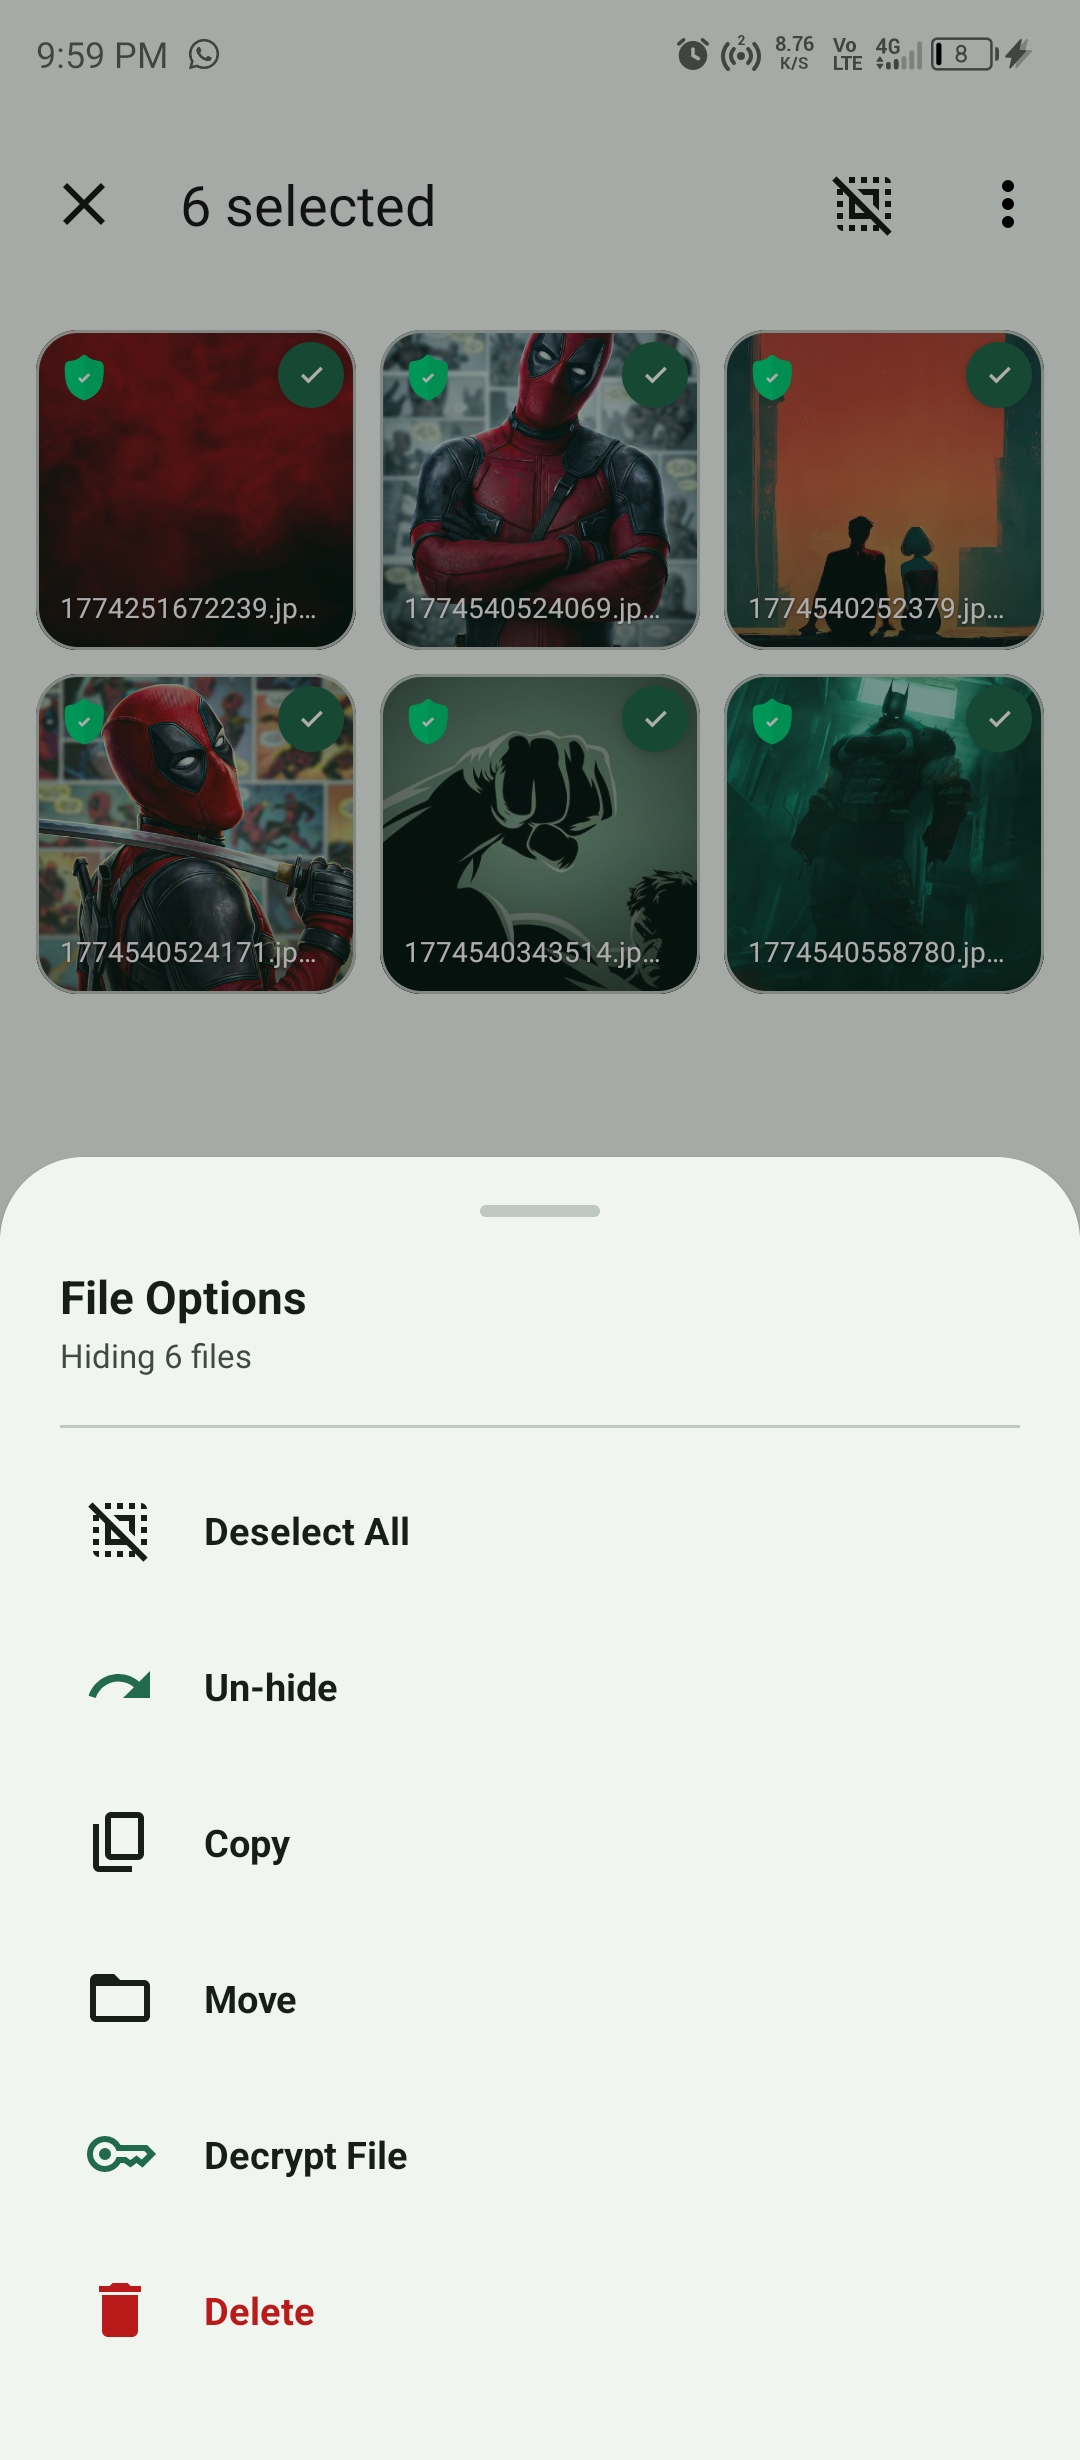 9:59 PM
2
8.76
K/S
Vo
LTE
4G
8
6 selected
1774251672239.jp...
1774540524069.jp...
1774540252379.jp...
1774540524171.jp...
1774540343514.jp...
1774540558780.jp...
File Options
Hiding 6 files
Deselect All
Un-hide
Copy
Move
Decrypt File
Delete